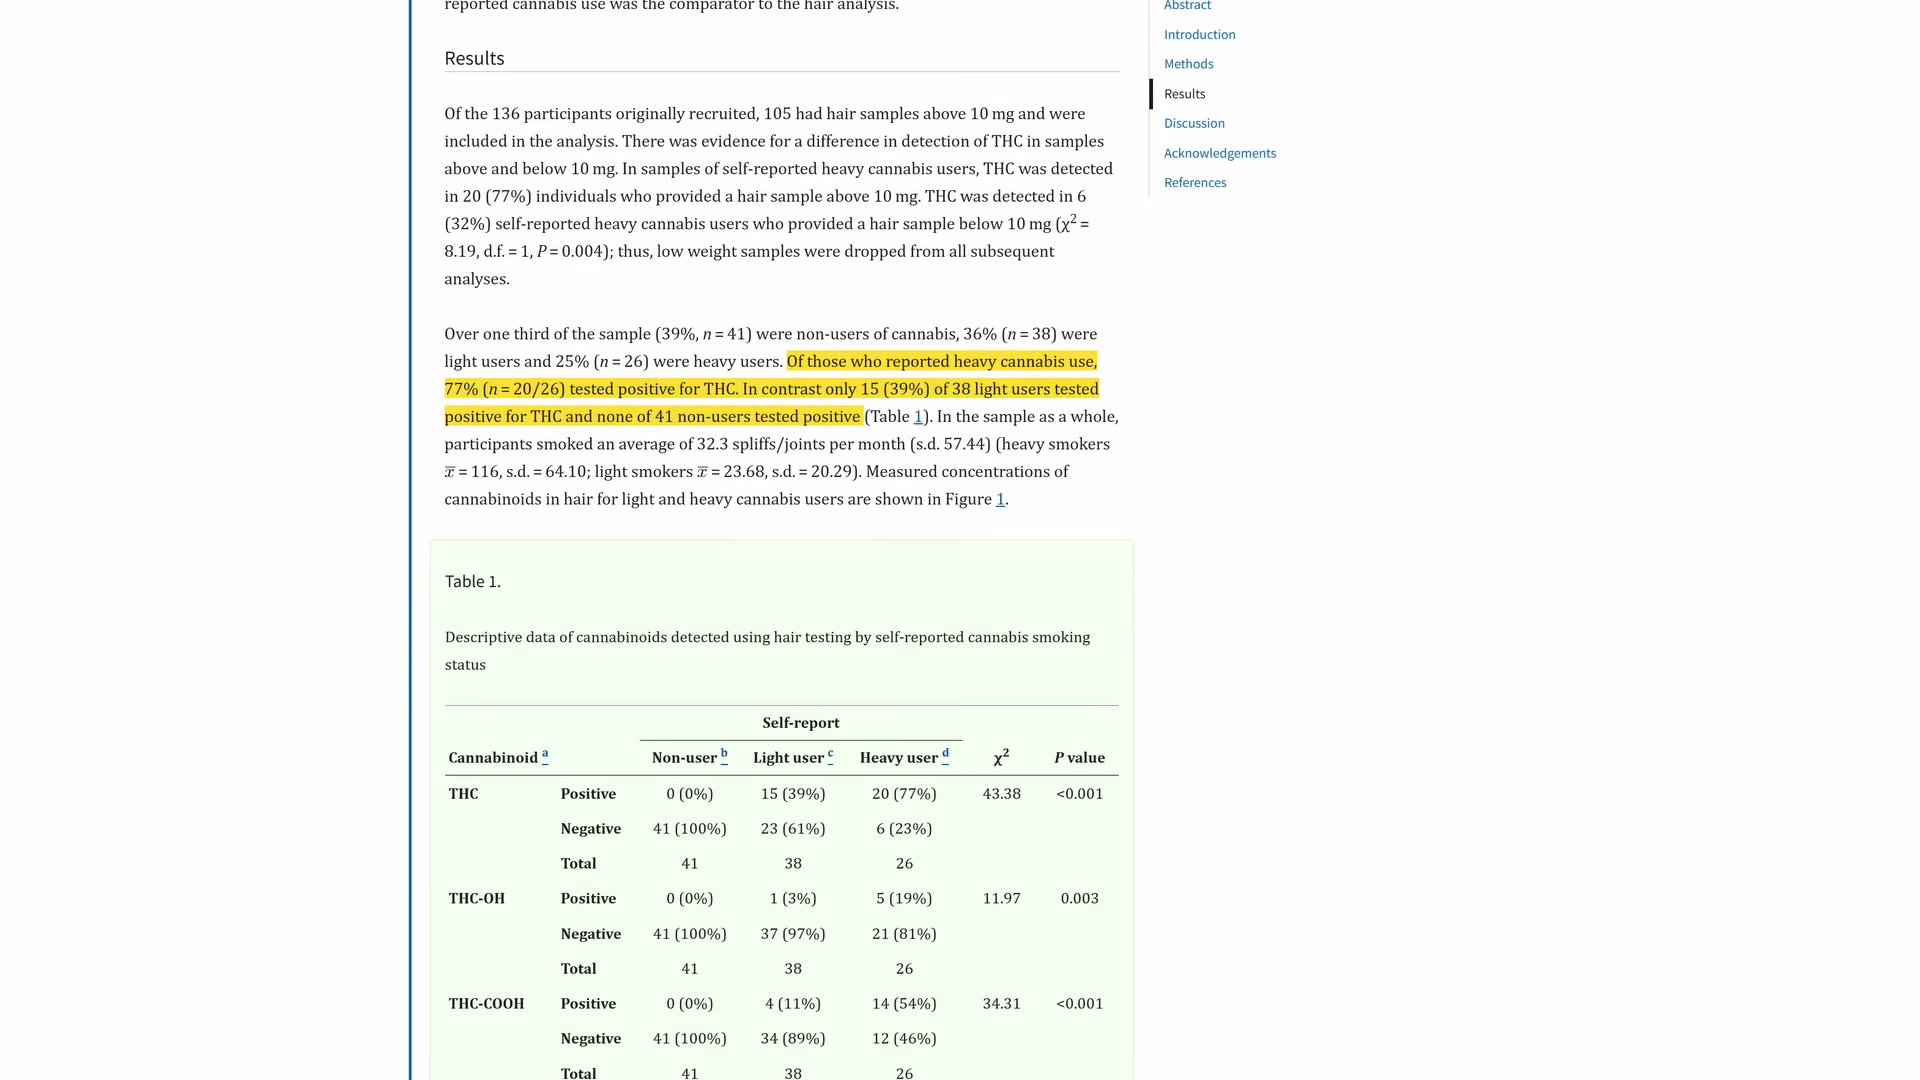 reported cannabis use was the comparator to the hair analysis.
Results
Of the 136 participants originally recruited, 105 had hair samples above 10 mg and were
included in the analysis. There was evidence for a difference in detection of THC in samples
above and below 10 mg. In samples of self-reported heavy cannabis users, THC was detected
in 20 (77%) individuals who provided a hair sample above 10 mg. THC was detected in 6
(32%) self-reported heavy cannabis users who provided a hair sample below 10 mg (χ2 =
8.19, d.f. = 1, P = 0.004); thus, low weight samples were dropped from all subsequent
analyses.
Over one third of the sample (39%, n = 41) were non-users of cannabis, 36% (n = 38) were
light users and 25% (n = 26) were heavy users. Of those who reported heavy cannabis use,
77% (n = 20/26) tested positive for THC. In contrast only 15 (39%) of 38 light users tested
positive for THC and none of 41 non-users tested positive (Table 1). In the sample as a whole,
participants smoked an average of 32.3 spliffs/joints per month (s.d. 57.44) (heavy smokers
x̅ = 116, s.d. = 64.10; light smokers x̅ = 23.68, s.d. = 20.29). Measured concentrations of
cannabinoids in hair for light and heavy cannabis users are shown in Figure 1.
Table 1.
Descriptive data of cannabinoids detected using hair testing by self-reported cannabis smoking
status
Self-report
Cannabinoid a Non-user b Light user c Heavy user d χ2 P value
THC Positive 0 (0%) 15 (39%) 20 (77%) 43.38 <0.001
Negative 41 (100%) 23 (61%) 6 (23%)
Total 41 38 26
THC-OH Positive 0 (0%) 1 (3%) 5 (19%) 11.97 0.003
Negative 41 (100%) 37 (97%) 21 (81%)
Total 41 38 26
THC-COOH Positive 0 (0%) 4 (11%) 14 (54%) 34.31 <0.001
Negative 41 (100%) 34 (89%) 12 (46%)
Total 41 38 26
Abstract
Introduction
Methods
Results
Discussion
Acknowledgements
References